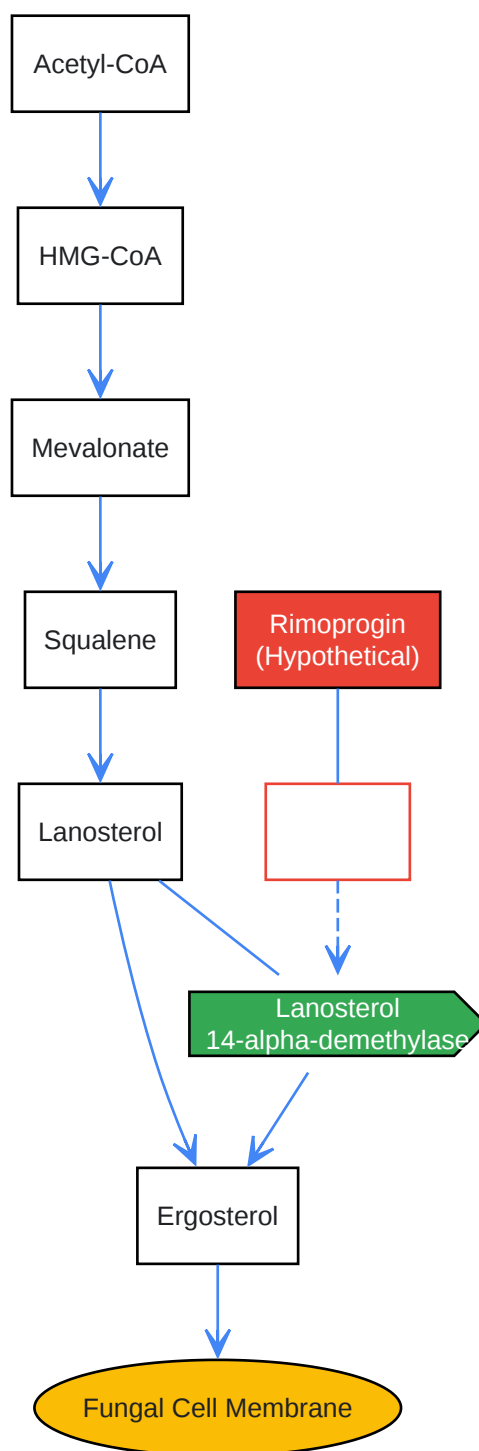 Acetyl-CoA
HMG-CoA
Mevalonate
Squalene
Rimoprogin
(Hypothetical)
Lanosterol
Lanosterol
14-alpha-demethylase
Ergosterol
Fungal Cell Membrane